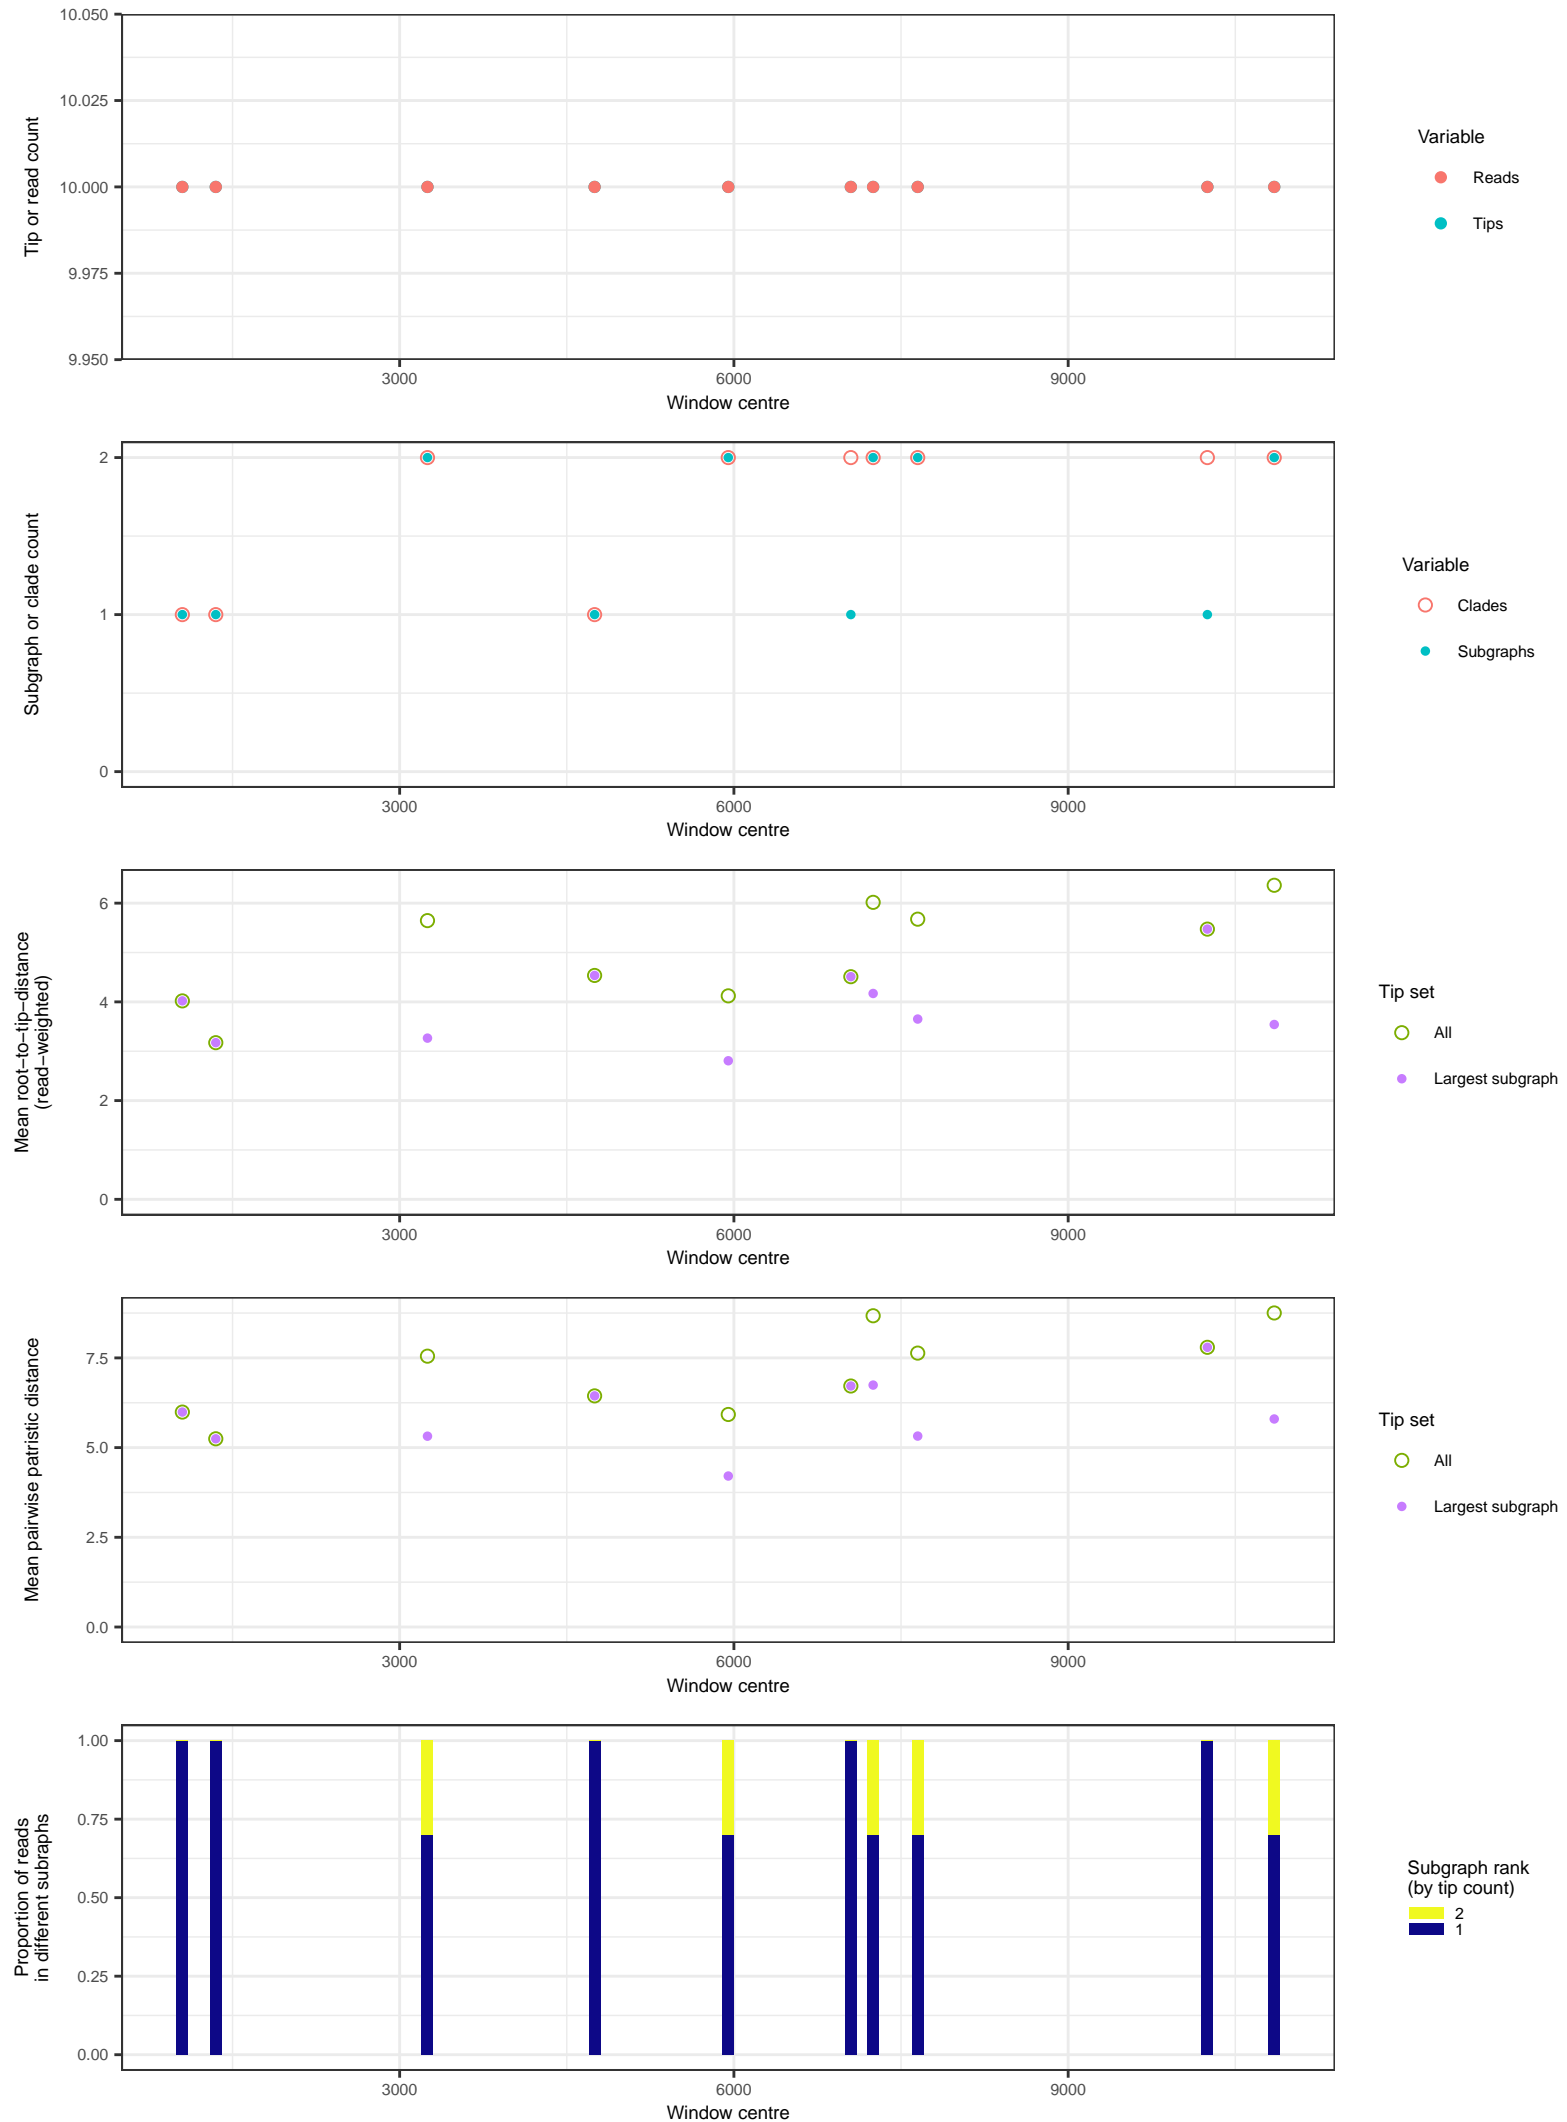 10.050
10.025
10.000
9.975
9.950
Tip or read count
3000 6000 9000
Window centre
Variable
Reads
Tips
2
1
0
Subgraph or clade count
3000 6000 9000
Window centre
Variable
Clades
Subgraphs
6
4
2
0
Mean root−to−tip−distance
(read−weighted)
3000 6000 9000
Window centre
Tip set
All
Largest subgraph
7.5
5.0
2.5
0.0
Mean pairwise patristic distance
3000 6000 9000
Window centre
Tip set
All
Largest subgraph
1.00
0.75
0.50
0.25
0.00
Proportion of reads
in different subraphs
3000 6000 9000
Window centre
Subgraph rank
(by tip count)
2
1